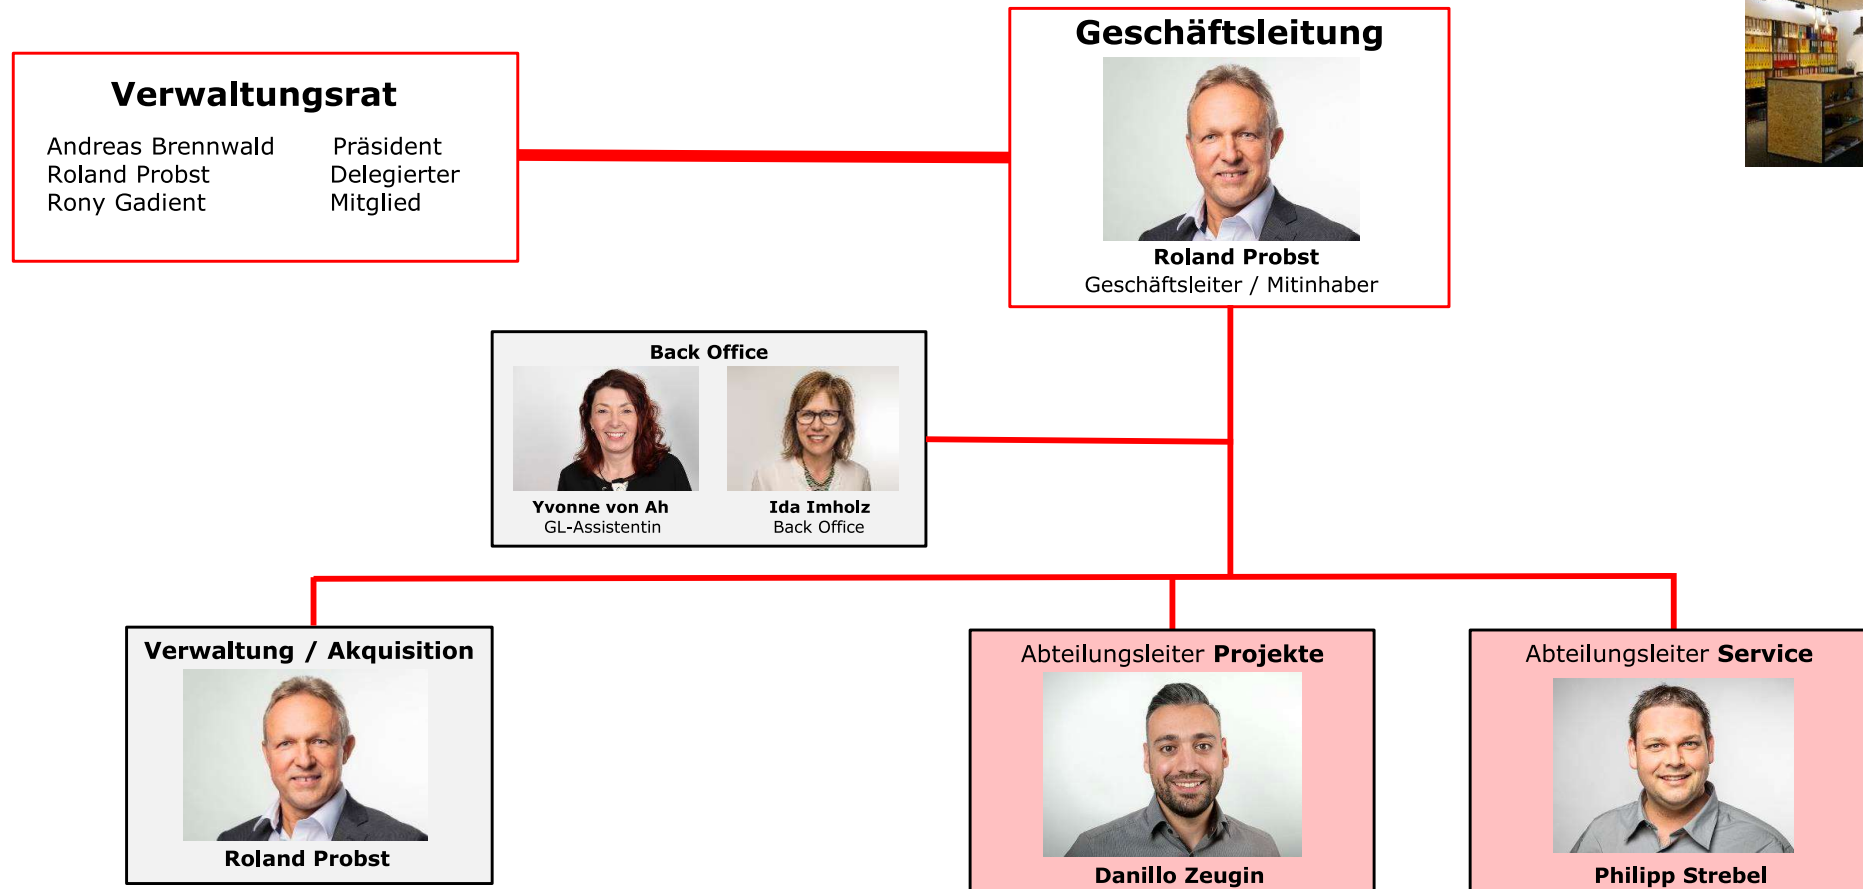 Geschäftsleitung
Roland Probst
Geschäftsleiter / Mitinhaber
Verwaltungsrat
Andreas Brennwald Präsident
Roland Probst Delegierter
Rony Gadient Mitglied
Back Office
Yvonne von Ah
GL-Assistentin
Ida Imholz
Back Office
Verwaltung / Akquisition
Roland Probst
Abteilungsleiter Projekte
Danillo Zeugin
Abteilungsleiter Service
Philipp Strebel